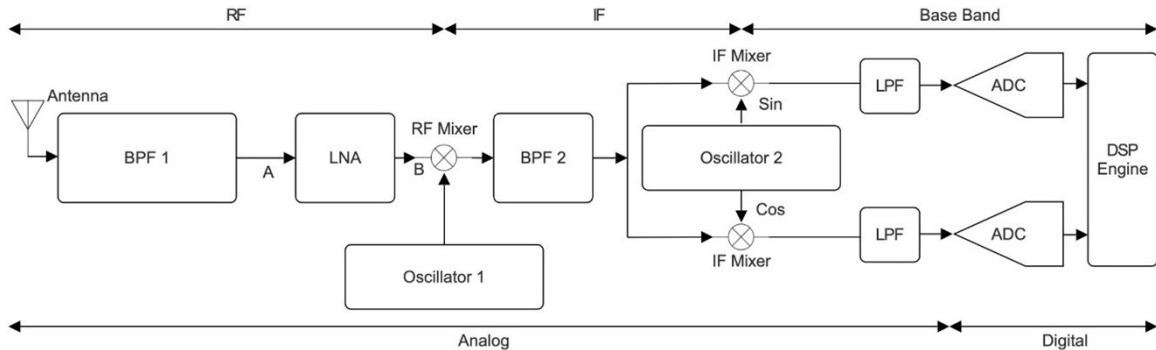 RF
IF
Base Band
Antenna
BPF 1
A
LNA
B
RF Mixer
Oscillator 1
BPF 2
IF Mixer
Sin
Oscillator 2
Cos
IF Mixer
LPF
ADC
LPF
ADC
DSP
Engine
Analog
Digital